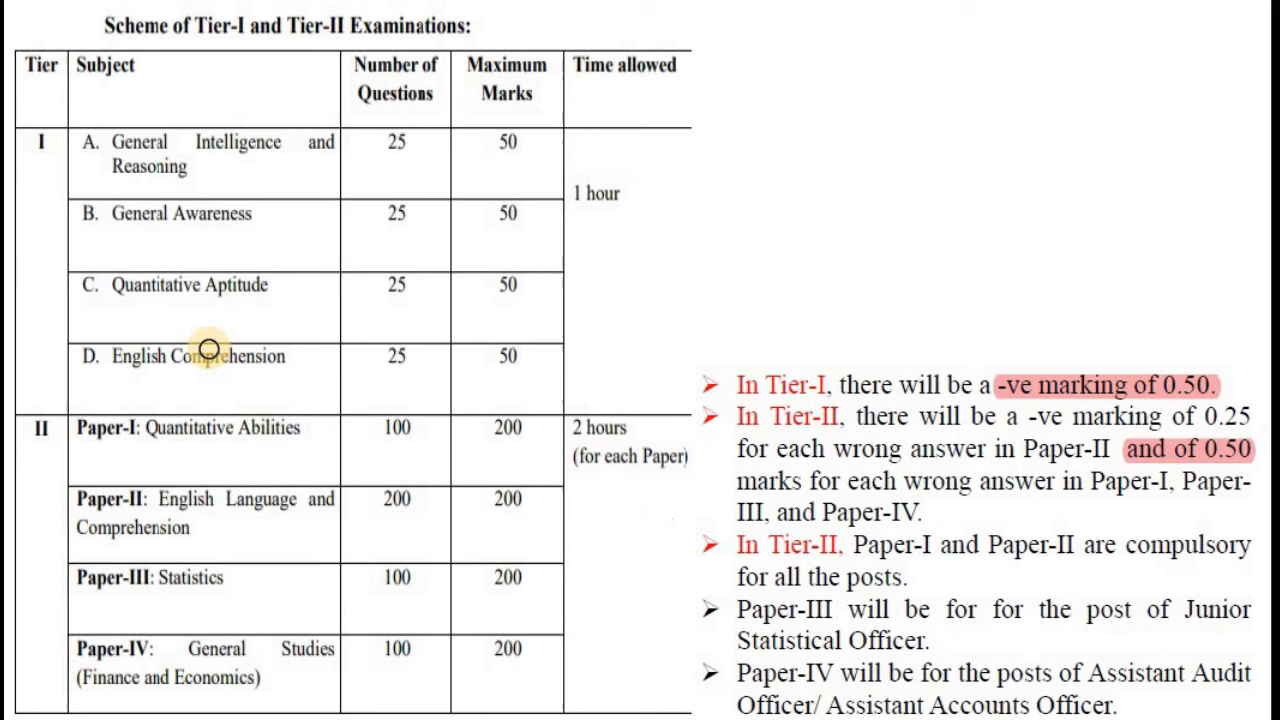 Scheme of Tier-I and Tier-II Examinations:
Tier Subject Number of Questions Maximum Marks Time allowed
I A. General Intelligence and Reasoning 25 50 1 hour
B. General Awareness 25 50
C. Quantitative Aptitude 25 50
D. English Comprehension 25 50
II Paper-I: Quantitative Abilities 100 200 2 hours (for each Paper)
Paper-II: English Language and Comprehension 200 200
Paper-III: Statistics 100 200
Paper-IV: General Studies (Finance and Economics) 100 200
➢ In Tier-I, there will be a -ve marking of 0.50.
➢ In Tier-II, there will be a -ve marking of 0.25
for each wrong answer in Paper-II and of 0.50
marks for each wrong answer in Paper-I, Paper-
III, and Paper-IV.
➢ In Tier-II, Paper-I and Paper-II are compulsory
for all the posts.
➢ Paper-III will be for for the post of Junior
Statistical Officer.
➢ Paper-IV will be for the posts of Assistant Audit
Officer/ Assistant Accounts Officer.